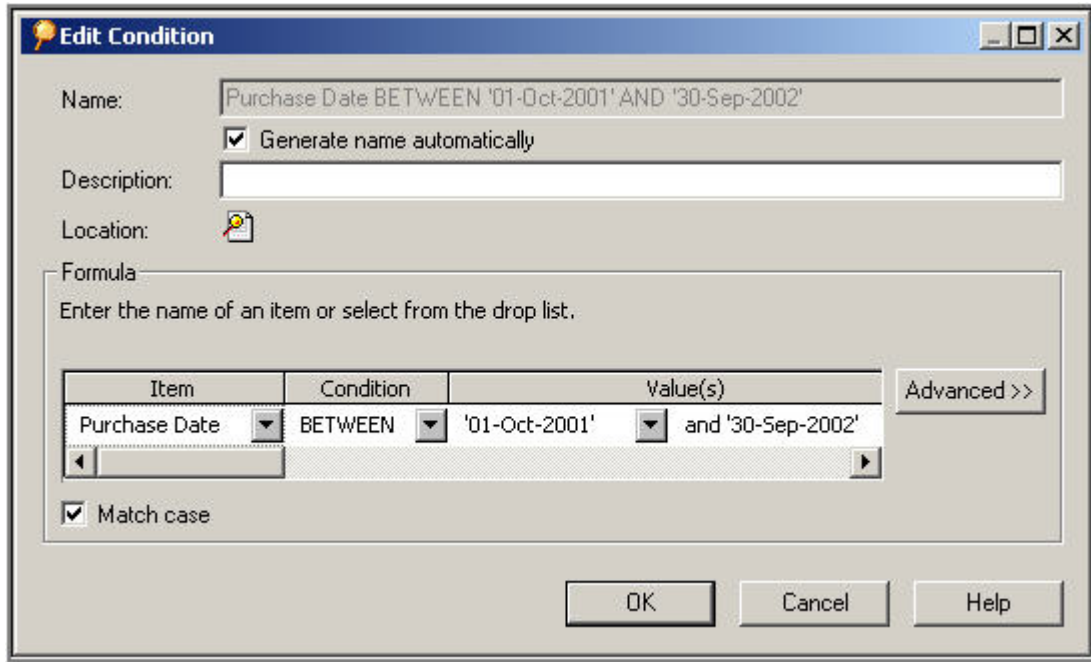 Edit Condition
Name: Purchase Date BETWEEN '01-Oct-2001' AND '30-Sep-2002'
Generate name automatically
Description:
Location:
Formula
Enter the name of an item or select from the drop list.
Item Condition Value(s) Advanced >>
Purchase Date BETWEEN '01-Oct-2001' and '30-Sep-2002'
Match case
OK Cancel Help